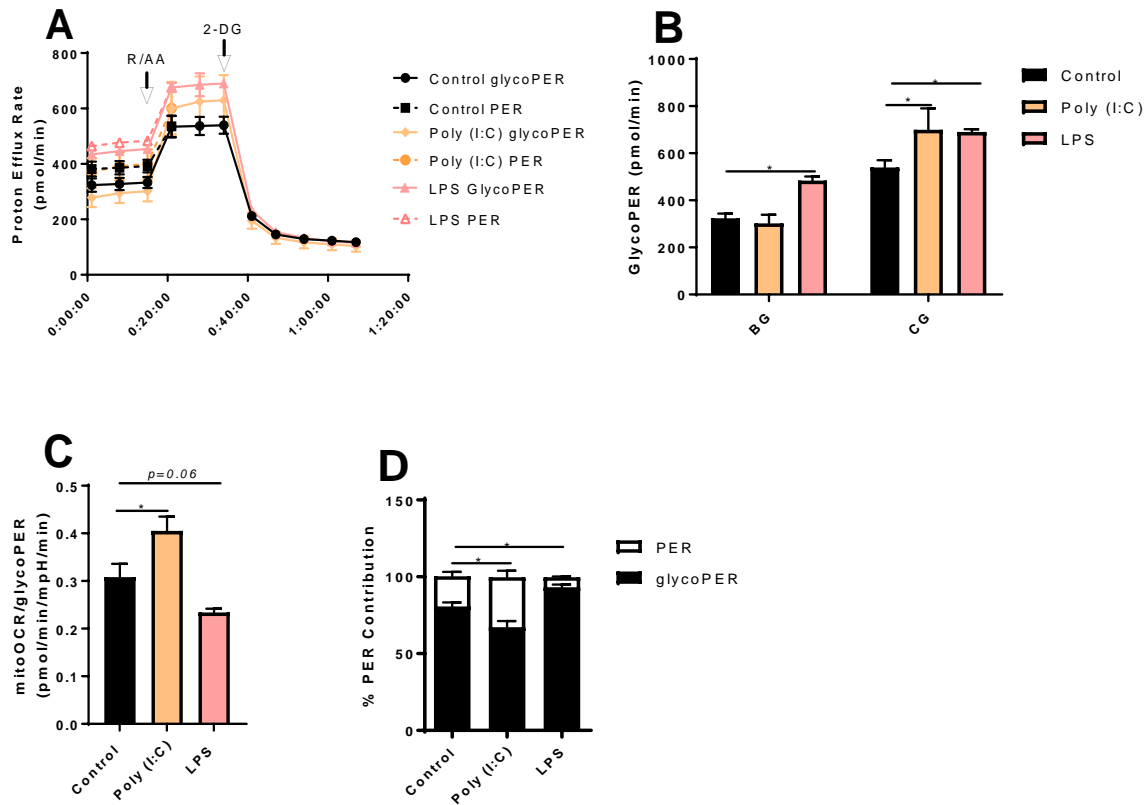 A
2-DG
R/AA
Proton Efflux Rate
(pmol/min)
800
600
400
200
0
0:00:00
0:20:00
0:40:00
1:00:00
1:20:00
Control glycoPER
Control PER
Poly (I:C) glycoPER
Poly (I:C) PER
LPS GlycoPER
LPS PER
B
GlycoPER (pmol/min)
1000
800
600
400
200
0
*
*
*
BG
CG
Control
Poly (I:C)
LPS
C
mitoOCR/glycoPER
(pmol/min/mpH/min)
p=0.06
*
0.5
0.4
0.3
0.2
0.1
0.0
Control
Poly (I:C)
LPS
D
% PER Contribution
150
100
50
0
*
*
Control
Poly (I:C)
LPS
PER
glycoPER